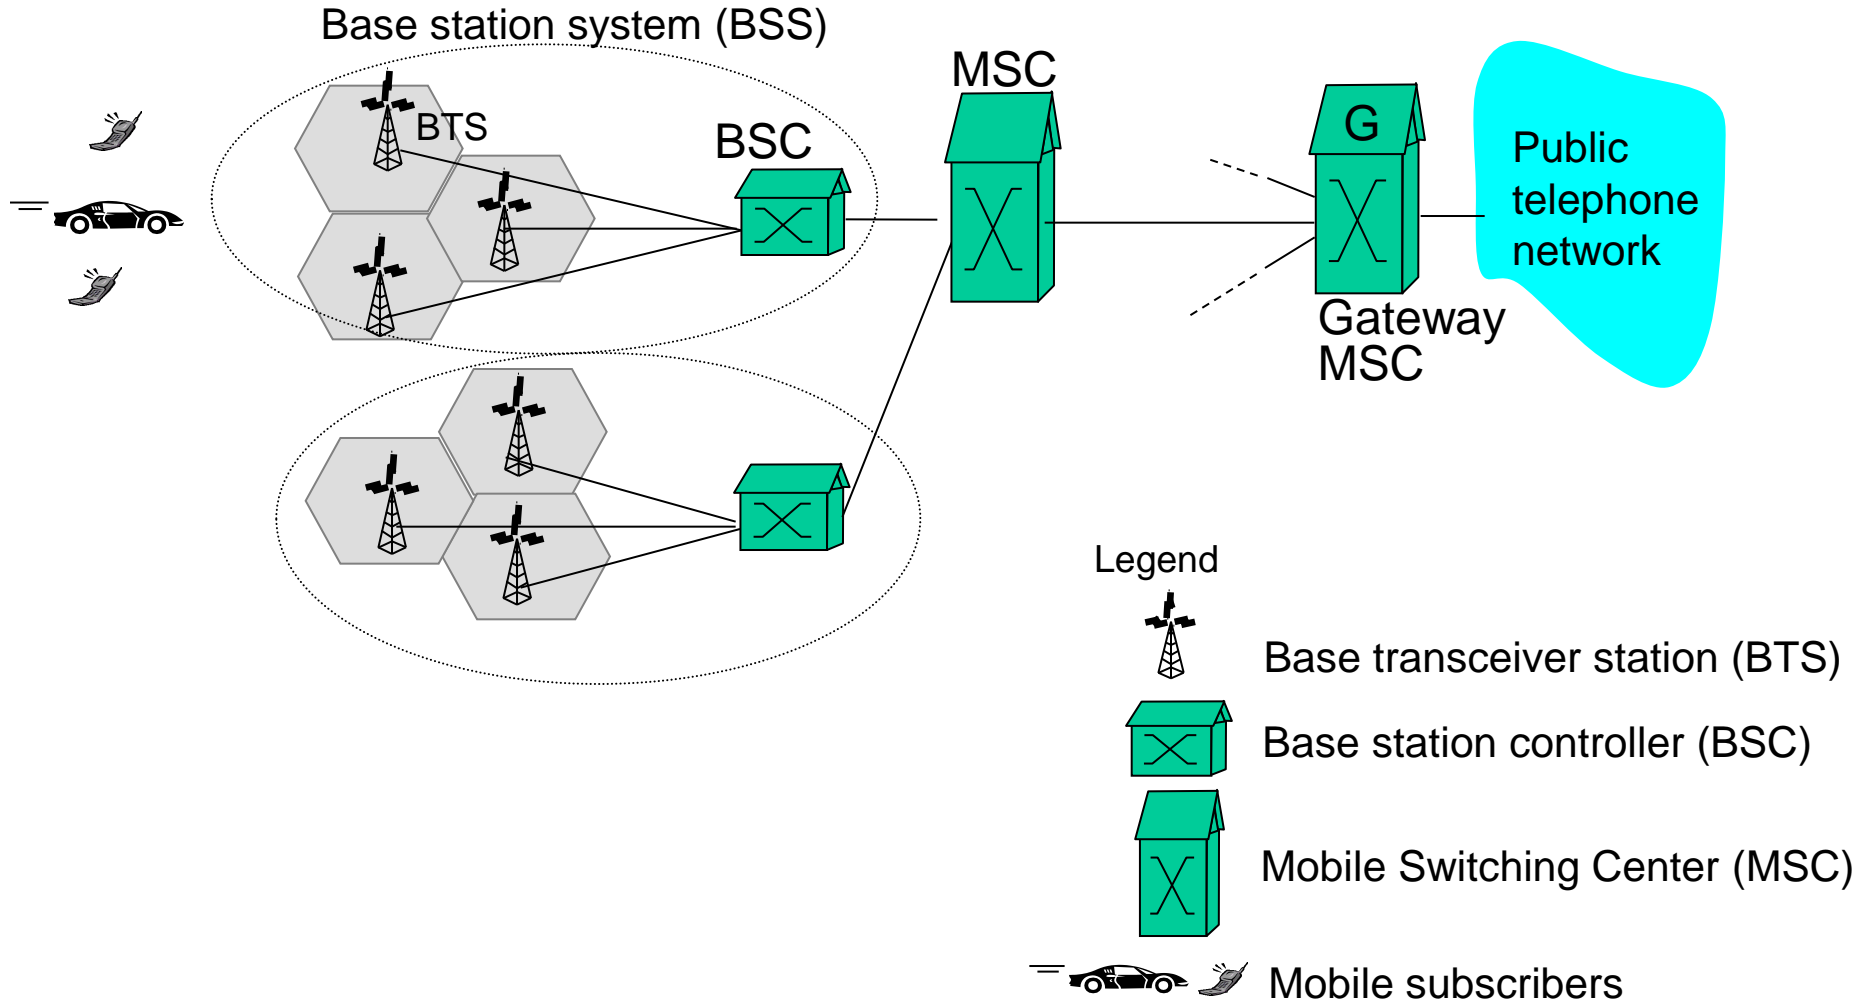 Base station system (BSS)
MSC
BTS
BSC
G
Public
telephone
network
Gateway
MSC
Legend
Base transceiver station (BTS)
Base station controller (BSC)
Mobile Switching Center (MSC)
Mobile subscribers